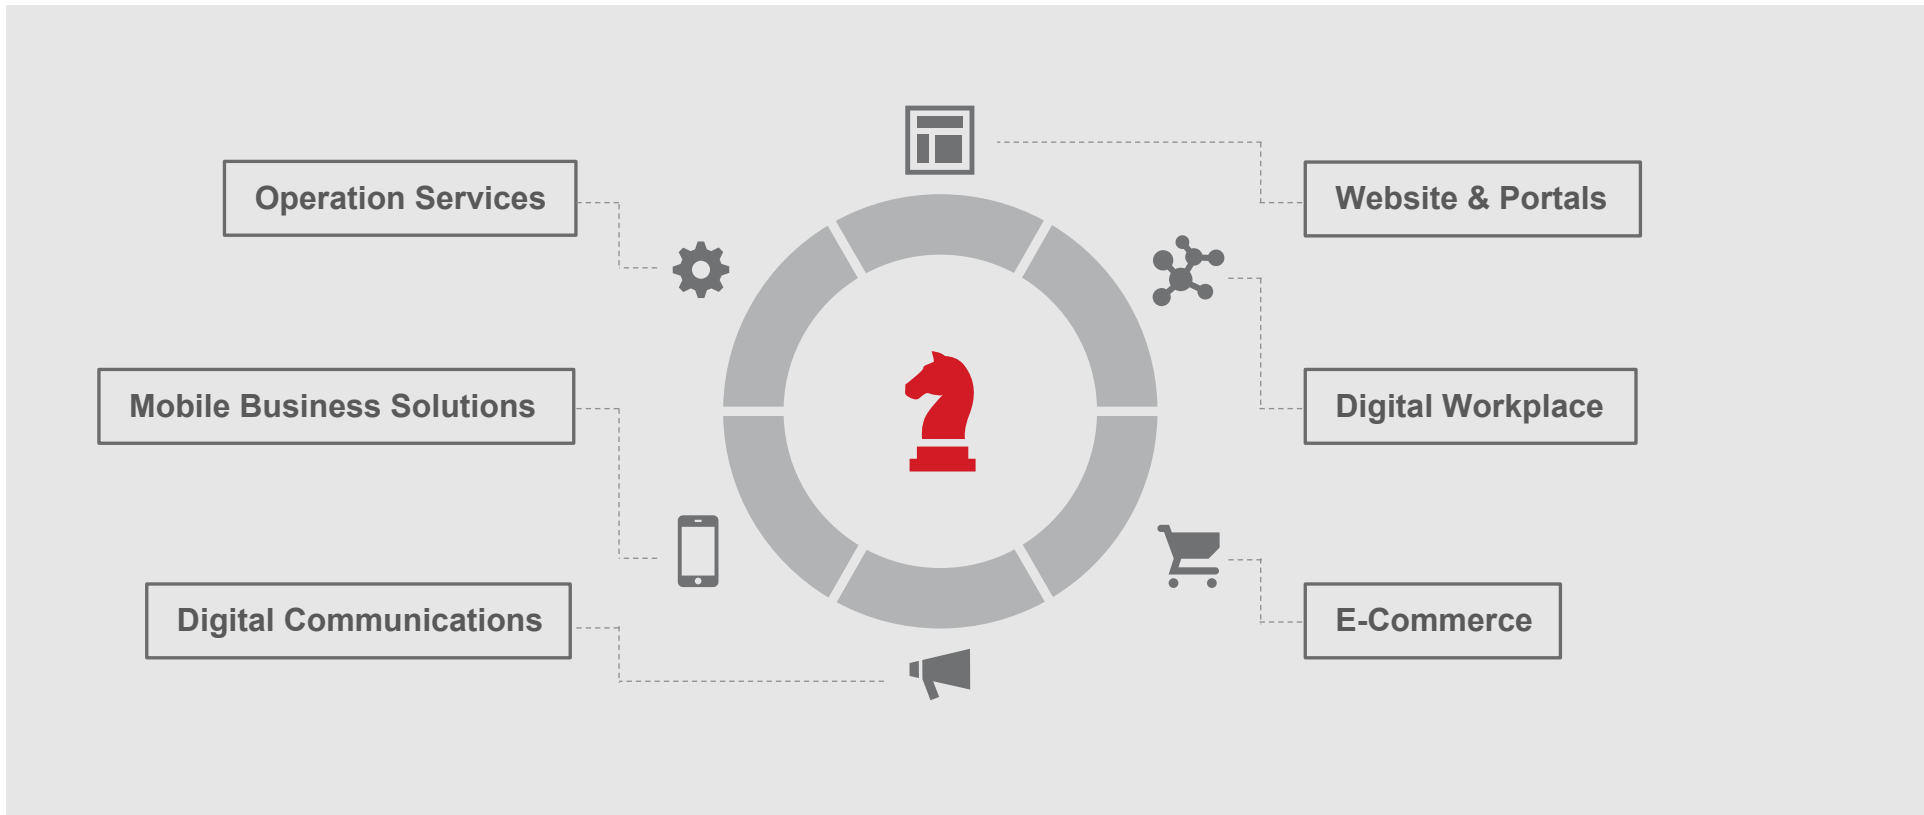 Operation Services
Website & Portals
Mobile Business Solutions
Digital Workplace
Digital Communications
E-Commerce